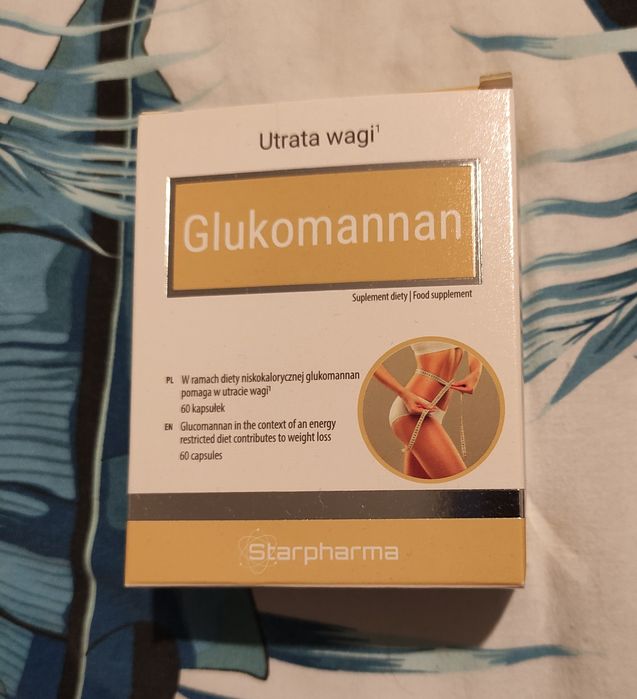 Utrata wagi¹
Glukomannan
Suplement diety | Food supplement
PL W ramach diety niskokalorycznej glukomannan
pomaga w utracie wagi¹
60 kapsułek
EN Glucomannan in the context of an energy
restricted diet contributes to weight loss
60 capsules
Starpharma